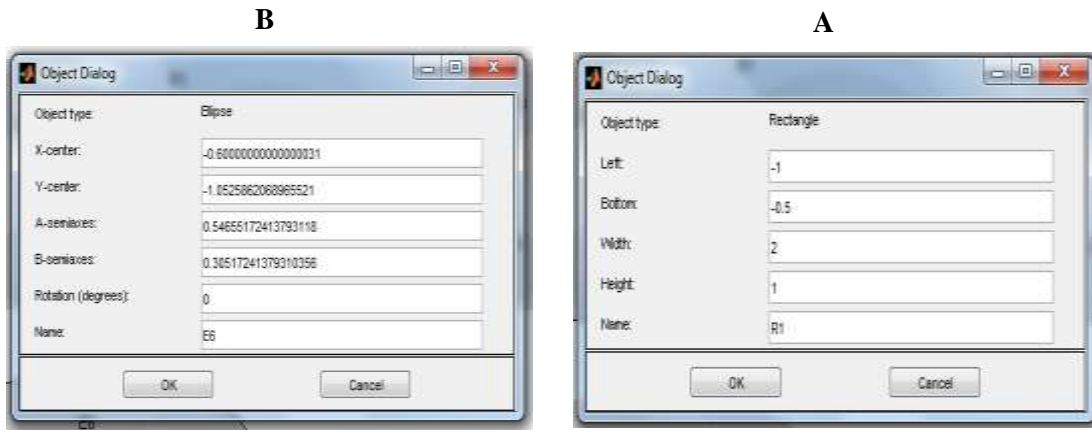 B
A
Object Dialog
Object type: Ellipse
X-center: -0.60000000000000031
Y-center: -1.0525862068965521
A-semiaxes: 0.54655172413793118
B-semiaxes: 0.30517241379310356
Rotation (degrees): 0
Name: E6
OK Cancel
Object Dialog
Object type: Rectangle
Left: -1
Bottom: -0.5
Width: 2
Height: 1
Name: R1
OK Cancel